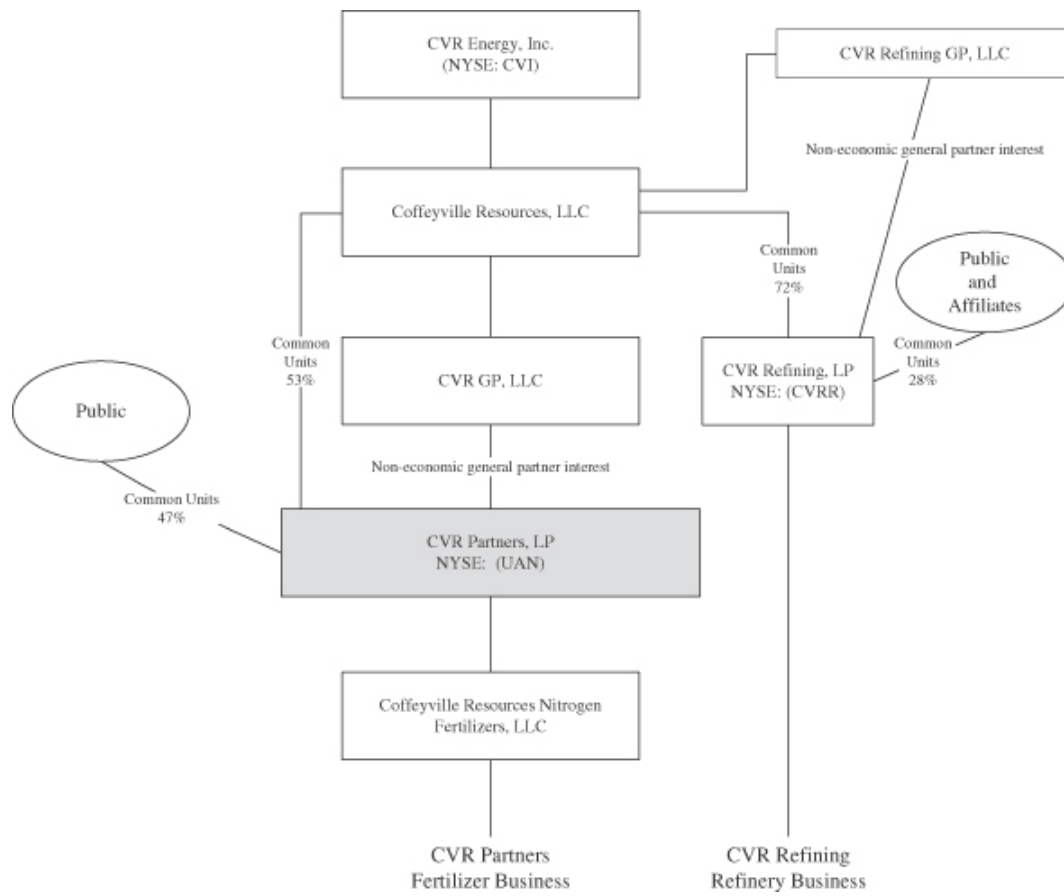 CVR Energy, Inc.
(NYSE: CVI)
CVR Refining GP, LLC
Non-economic general partner interest
Coffeyville Resources, LLC
Common
Units
72%
Public
and
Affiliates
Common
Units
53%
CVR GP, LLC
CVR Refining, LP
NYSE: (CVRR)
Common
Units
28%
Public
Non-economic general partner interest
Common Units
47%
CVR Partners, LP
NYSE: (UAN)
Coffeyville Resources Nitrogen
Fertilizers, LLC
CVR Partners
Fertilizer Business
CVR Refining
Refinery Business